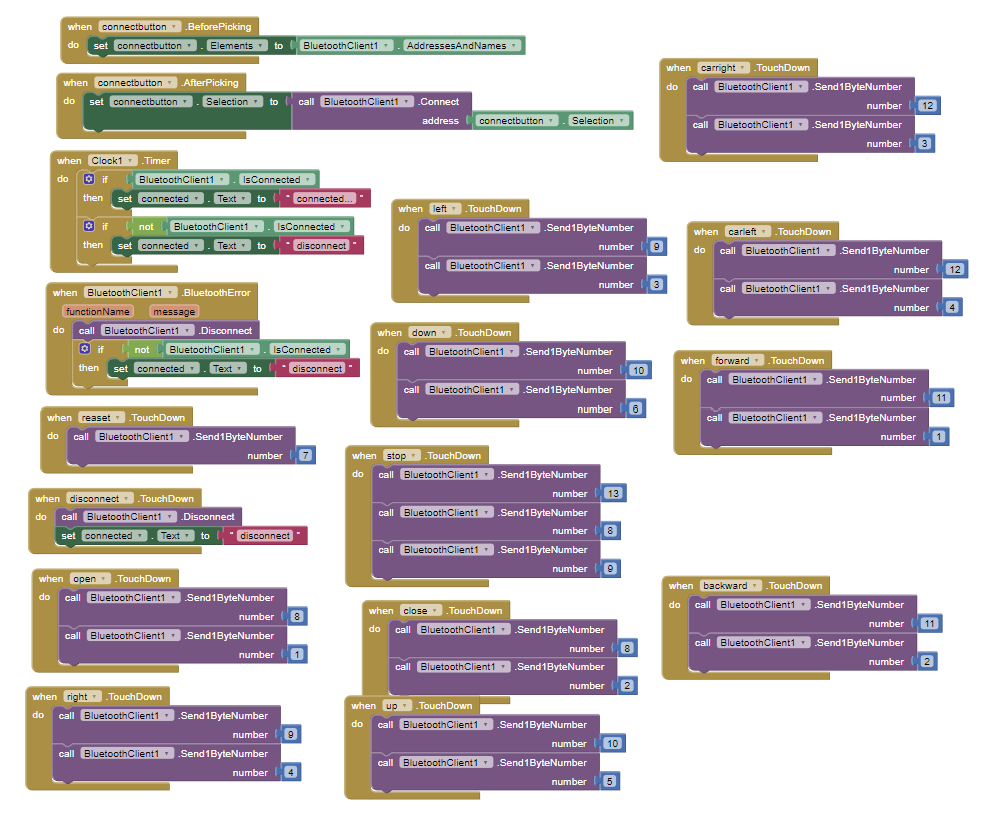 when connectbutton .BeforePicking
do set connectbutton . Elements to BluetoothClient1 . AddressesAndNames
when connectbutton .AfterPicking
do set connectbutton . Selection to call BluetoothClient1 .Connect
address connectbutton . Selection
when Clock1 .Timer
do if BluetoothClient1 . IsConnected
then set connected . Text to " connected... "
if not BluetoothClient1 . IsConnected
then set connected . Text to " disconnect "
when BluetoothClient1 .BluetoothError
functionName message
do call BluetoothClient1 .Disconnect
if not BluetoothClient1 . IsConnected
then set connected . Text to " disconnect "
when reaset .TouchDown
do call BluetoothClient1 .Send1ByteNumber
number 7
when disconnect .TouchDown
do call BluetoothClient1 .Disconnect
set connected . Text to " disconnect "
when open .TouchDown
do call BluetoothClient1 .Send1ByteNumber
number 8
call BluetoothClient1 .Send1ByteNumber
number 1
when right .TouchDown
do call BluetoothClient1 .Send1ByteNumber
number 9
call BluetoothClient1 .Send1ByteNumber
number 4
when left .TouchDown
do call BluetoothClient1 .Send1ByteNumber
number 9
call BluetoothClient1 .Send1ByteNumber
number 3
when down .TouchDown
do call BluetoothClient1 .Send1ByteNumber
number 10
call BluetoothClient1 .Send1ByteNumber
number 6
when stop .TouchDown
do call BluetoothClient1 .Send1ByteNumber
number 13
call BluetoothClient1 .Send1ByteNumber
number 8
call BluetoothClient1 .Send1ByteNumber
number 9
when close .TouchDown
do call BluetoothClient1 .Send1ByteNumber
number 8
call BluetoothClient1 .Send1ByteNumber
number 2
when up .TouchDown
do call BluetoothClient1 .Send1ByteNumber
number 10
call BluetoothClient1 .Send1ByteNumber
number 5
when carright .TouchDown
do call BluetoothClient1 .Send1ByteNumber
number 12
call BluetoothClient1 .Send1ByteNumber
number 3
when carleft .TouchDown
do call BluetoothClient1 .Send1ByteNumber
number 12
call BluetoothClient1 .Send1ByteNumber
number 4
when forward .TouchDown
do call BluetoothClient1 .Send1ByteNumber
number 11
call BluetoothClient1 .Send1ByteNumber
number 1
when backward .TouchDown
do call BluetoothClient1 .Send1ByteNumber
number 11
call BluetoothClient1 .Send1ByteNumber
number 2